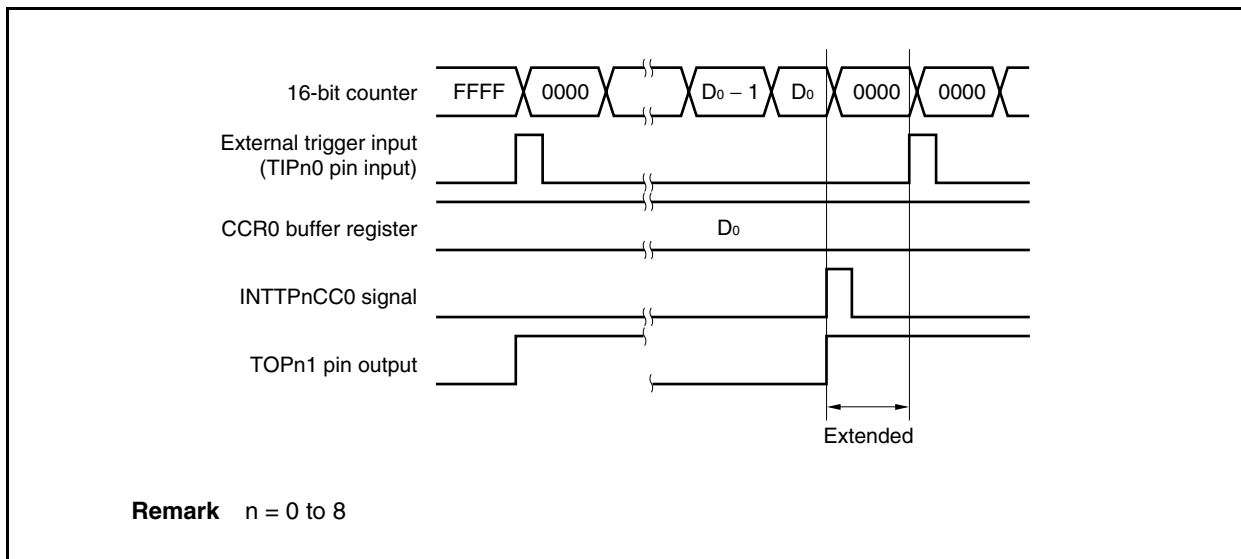 16-bit counter FFFF 0000 D0 − 1 D0 0000 0000
External trigger input
(TIPn0 pin input)
CCR0 buffer register D0
INTTPnCC0 signal
TOPn1 pin output
Extended
Remark n = 0 to 8